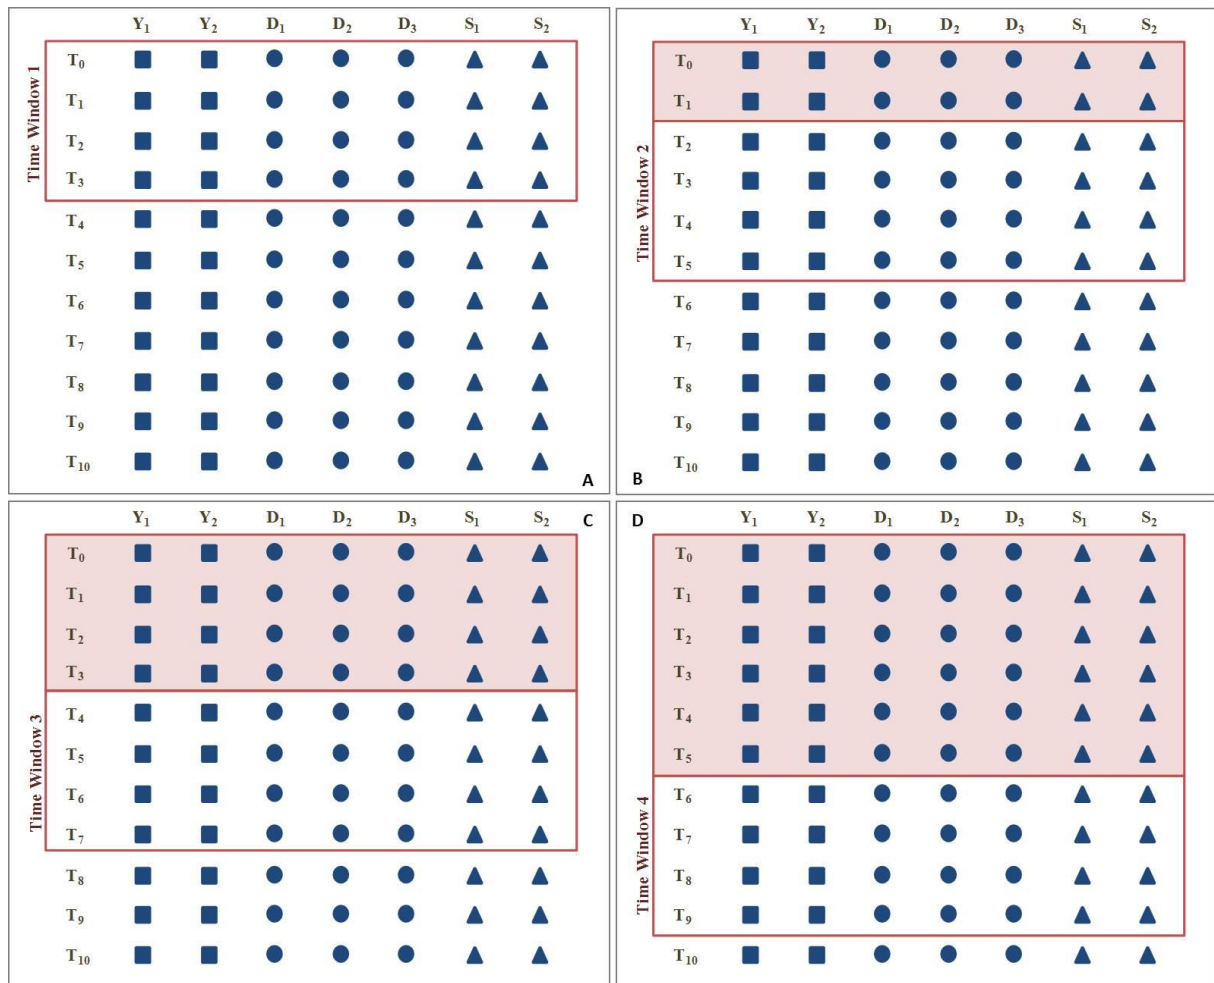 Y₁ Y₂ D₁ D₂ D₃ S₁ S₂
Time Window 1
T₀
T₁
T₂
T₃
T₄
T₅
T₆
T₇
T₈
T₉
T₁₀
A
Y₁ Y₂ D₁ D₂ D₃ S₁ S₂
Time Window 2
T₀
T₁
T₂
T₃
T₄
T₅
T₆
T₇
T₈
T₉
T₁₀
B
Y₁ Y₂ D₁ D₂ D₃ S₁ S₂ C
Time Window 3
T₀
T₁
T₂
T₃
T₄
T₅
T₆
T₇
T₈
T₉
T₁₀
D Y₁ Y₂ D₁ D₂ D₃ S₁ S₂
Time Window 4
T₀
T₁
T₂
T₃
T₄
T₅
T₆
T₇
T₈
T₉
T₁₀